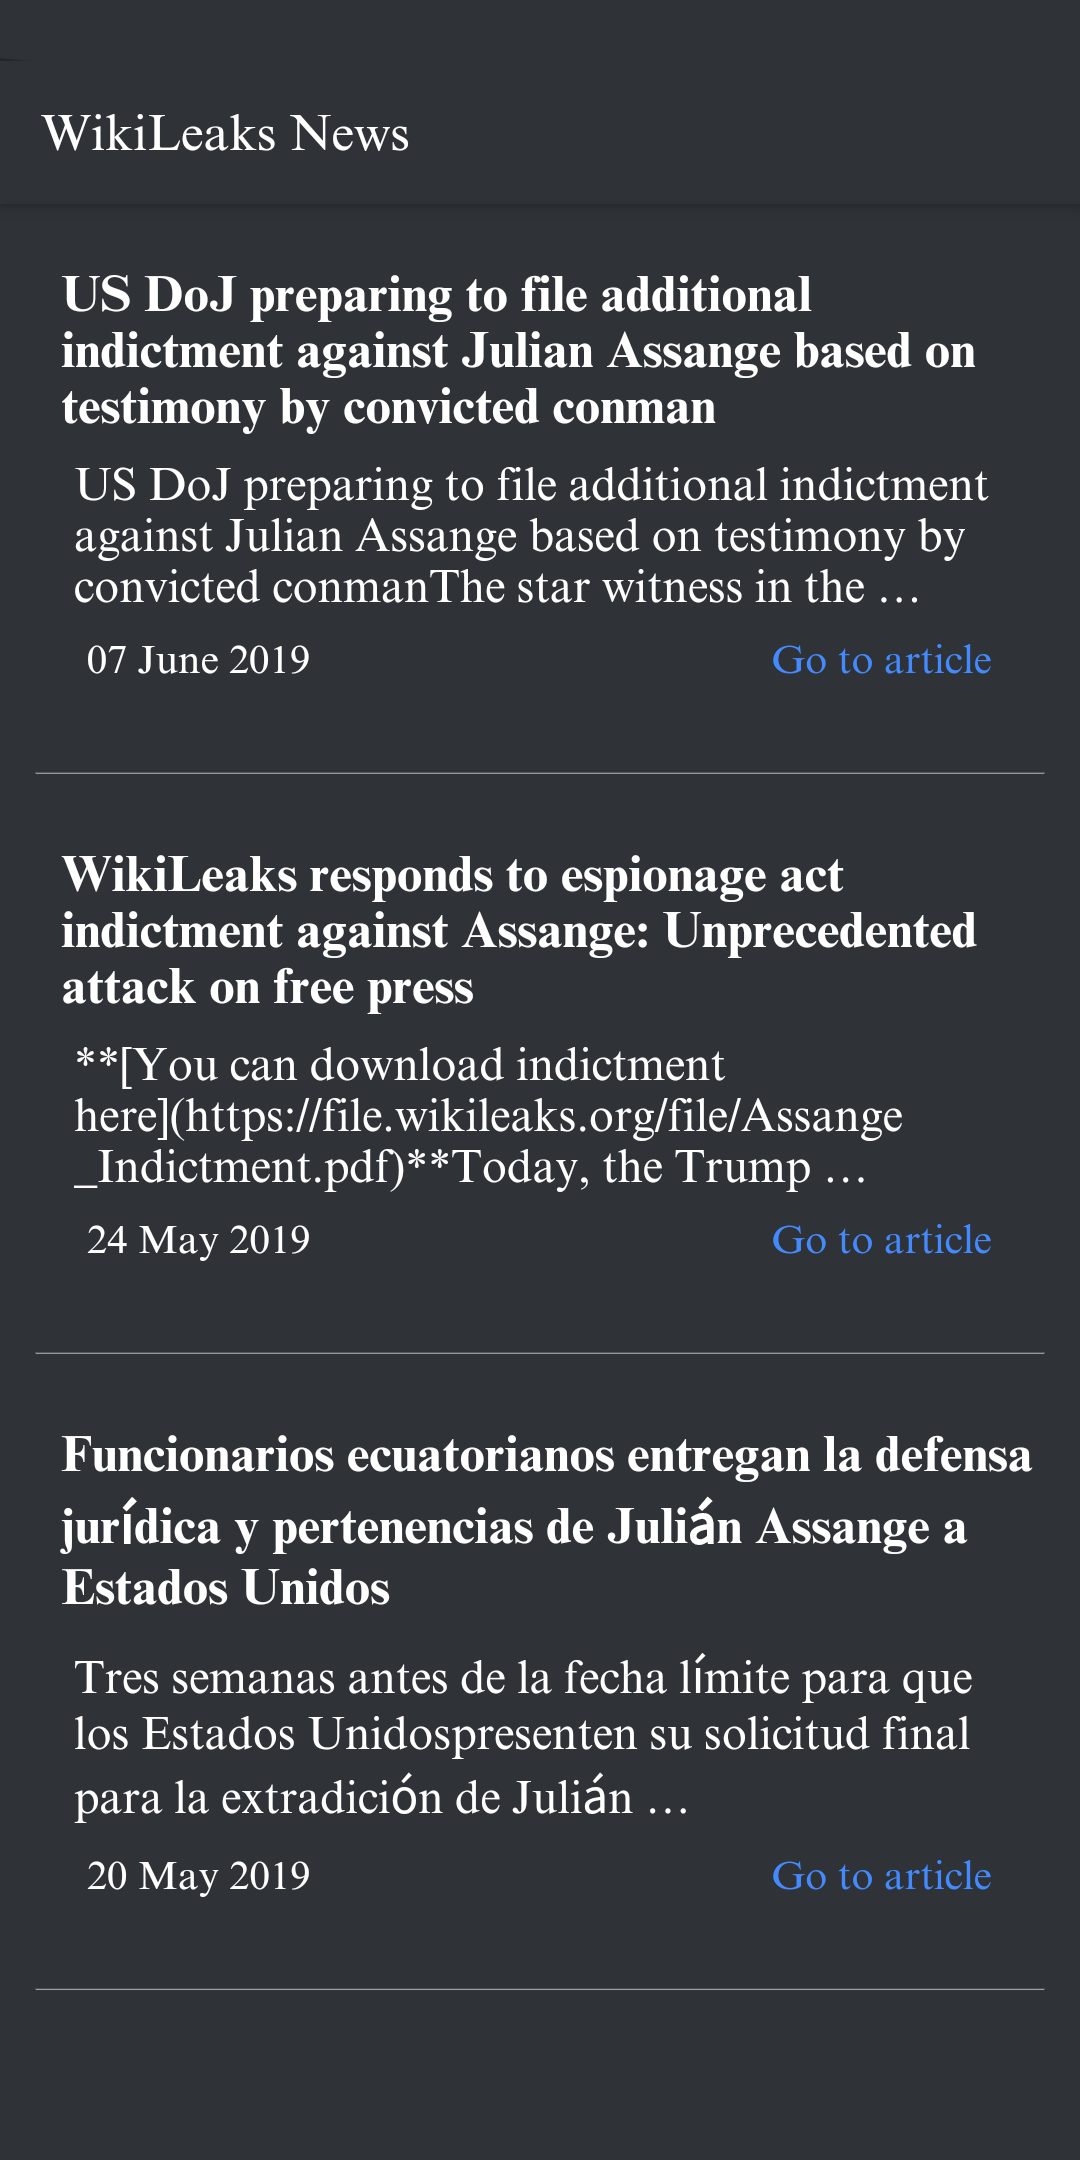 WikiLeaks News
US DoJ preparing to file additional
indictment against Julian Assange based on
testimony by convicted conman
US DoJ preparing to file additional indictment
against Julian Assange based on testimony by
convicted conmanThe star witness in the …
07 June 2019
Go to article
WikiLeaks responds to espionage act
indictment against Assange: Unprecedented
attack on free press
**[You can download indictment
here](https://file.wikileaks.org/file/Assange
_Indictment.pdf)**Today, the Trump …
24 May 2019
Go to article
Funcionarios ecuatorianos entregan la defensa
jurídica y pertenencias de Julián Assange a
Estados Unidos
Tres semanas antes de la fecha límite para que
los Estados Unidospresenten su solicitud final
para la extradición de Julián …
20 May 2019
Go to article